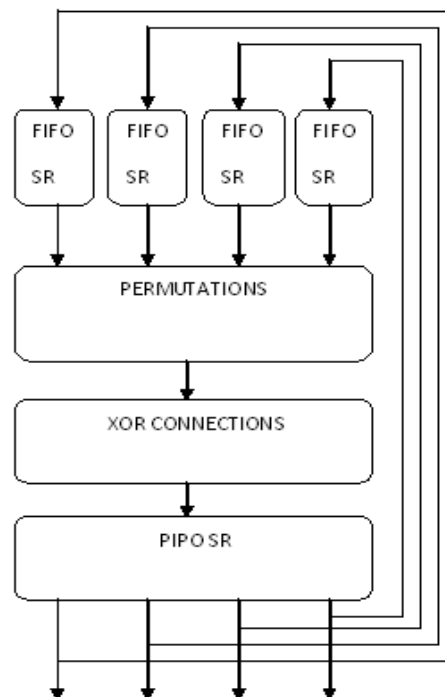 FIFO
SR
FIFO
SR
FIFO
SR
FIFO
SR
PERMUTATIONS
XOR CONNECTIONS
PIPO SR